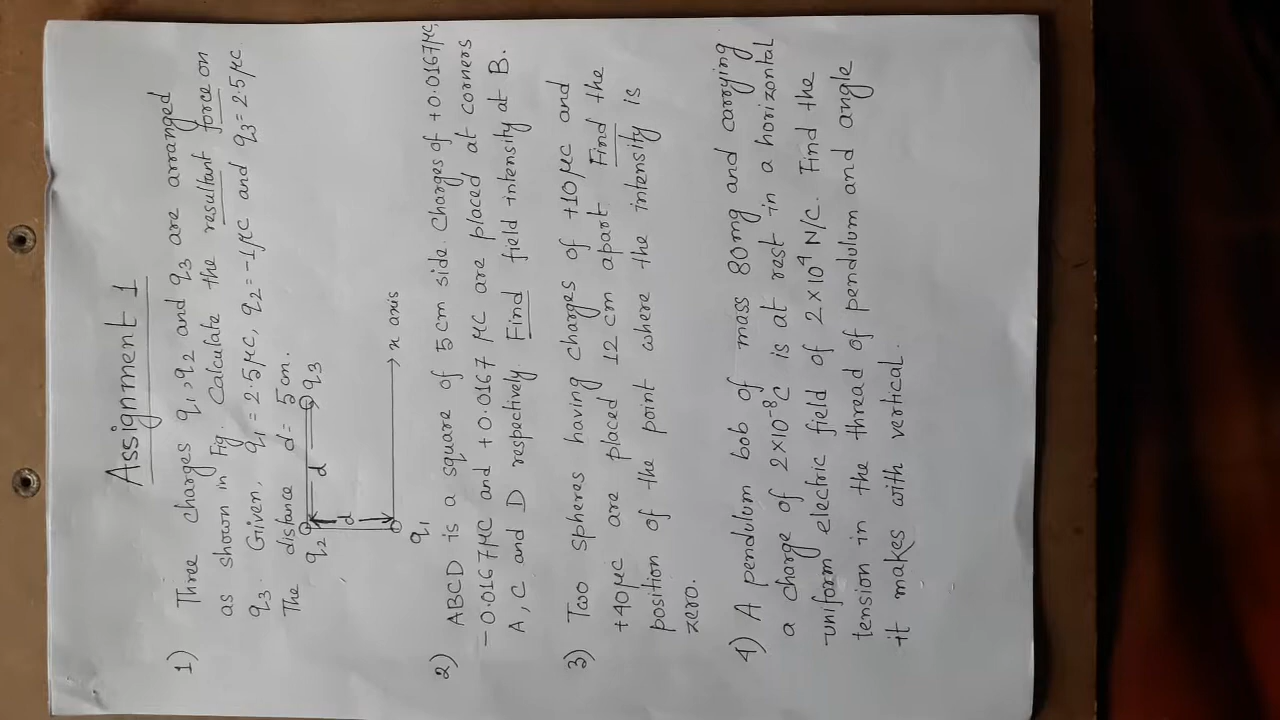 Assignment 1
1) Three charges q1, q2 and q3 are arranged
as shown in Fig. Calculate the resultant force on
q3. Given, q1 = 2.5μC, q2 = -1μC and q3 = 2.5μC
The distance d = 5cm.
q2 d q3
d
q1 → x axis
2) ABCD is a square of 5cm side. Charges of +0.0167μC,
-0.0167μC and +0.0167 μC are placed at corners
A, C and D respectively. Find field intensity at B.
3) Two spheres having charges of +10μC and
+40μC are placed 12 cm apart. Find the
position of the point where the intensity is
zero.
4) A pendulum bob of mass 80mg and carrying
a charge of 2×10⁻⁸C is at rest in a horizontal
uniform electric field of 2×10⁴ N/C. Find the
tension in the thread of pendulum and angle
it makes with vertical.